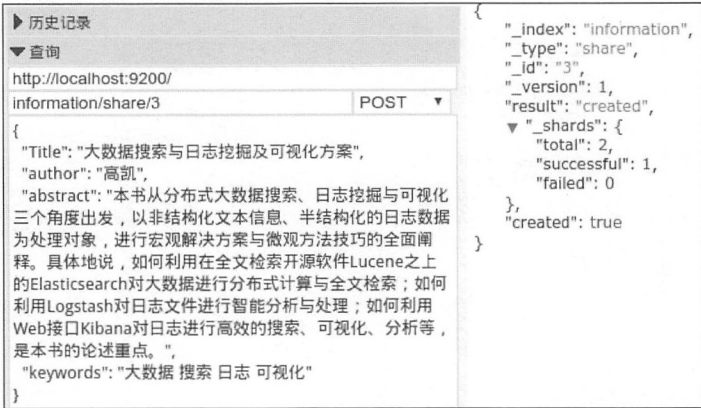 ▶历史记录
▼查询
http://localhost:9200/
information/share/3 POST ▼
{
"Title": "大数据搜索与日志挖掘及可视化方案",
"author": "高凯",
"abstract": "本书从分布式大数据搜索、日志挖掘与可视化
三个角度出发，以非结构化文本信息、半结构化的日志数据
为处理对象，进行宏观解决方案与微观方法技巧的全面阐
释。具体地说，如何利用在全文检索开源软件Lucene之上
的Elasticsearch对大数据进行分布式计算与全文检索；如何
利用Logstash对日志文件进行智能分析与处理；如何利用
Web接口Kibana对日志进行高效的搜索、可视化、分析等，
是本书的论述重点。",
"keywords": "大数据 搜索 日志 可视化"
}
{
"_index": "information",
"_type": "share",
"_id": "3",
"_version": 1,
"result": "created",
▼ "_shards": {
"total": 2,
"successful": 1,
"failed": 0
},
"created": true
}